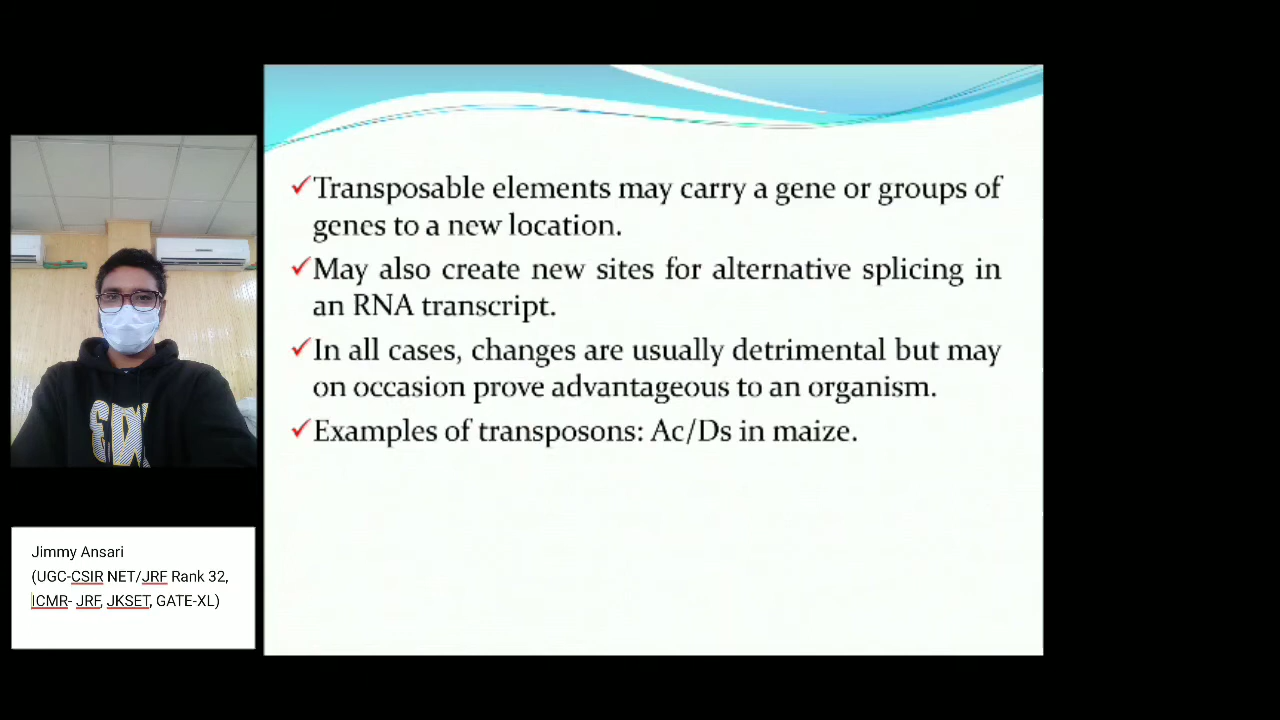 Transposable elements may carry a gene or groups of
genes to a new location.
May also create new sites for alternative splicing in
an RNA transcript.
In all cases, changes are usually detrimental but may
on occasion prove advantageous to an organism.
Examples of transposons: Ac/Ds in maize.
Jimmy Ansari
(UGC-CSIR NET/JRF Rank 32,
ICMR- JRF, JKSET, GATE-XL)